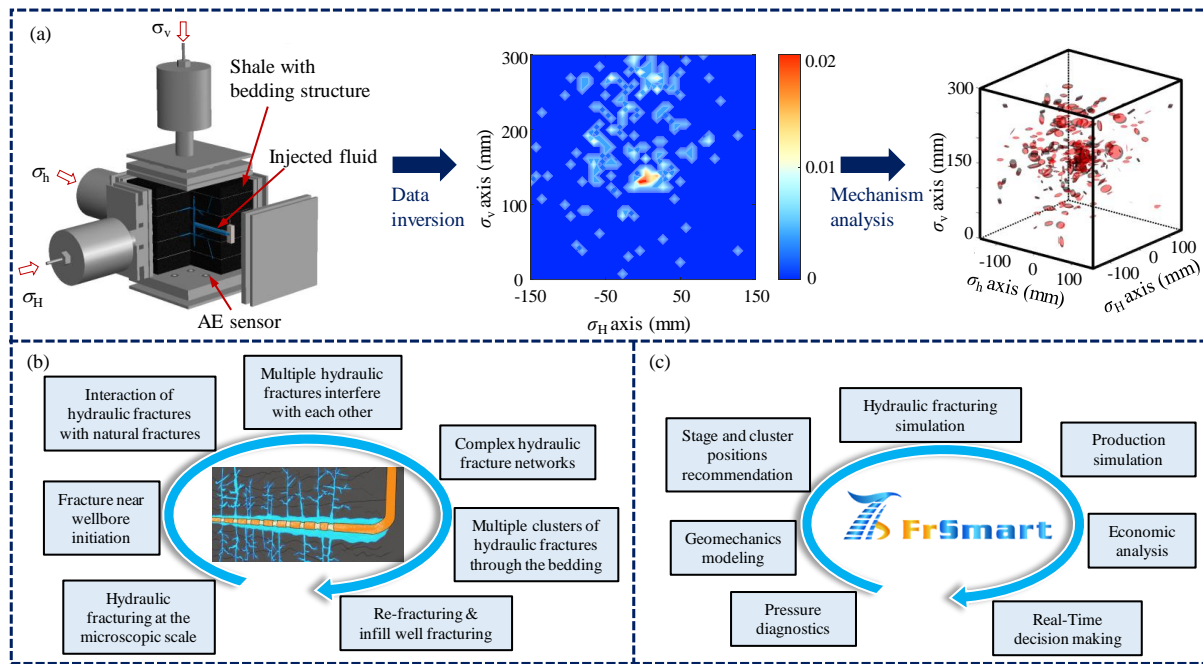 (a)
σv
Shale with
bedding structure
Injected fluid
σh
σH
AE sensor
Data
inversion
300
200
100
0
σv axis (mm)
-150
-50
50
150
σH axis (mm)
0.02
0.01
0
Mechanism
analysis
300
150
0
σv axis (mm)
-100
0
100
σh axis (mm)
-100
0
100
σH axis (mm)
(b)
Multiple hydraulic
fractures interfere
with each other
Interaction of
hydraulic fractures
with natural fractures
Complex hydraulic
fracture networks
Fracture near
wellbore
initiation
Multiple clusters of
hydraulic fractures
through the bedding
Hydraulic
fracturing at the
microscopic scale
Re-fracturing &
infill well fracturing
(c)
Hydraulic fracturing
simulation
Stage and cluster
positions
recommendation
Production
simulation
FrSmart
Geomechanics
modeling
Economic
analysis
Pressure
diagnostics
Real-Time
decision making